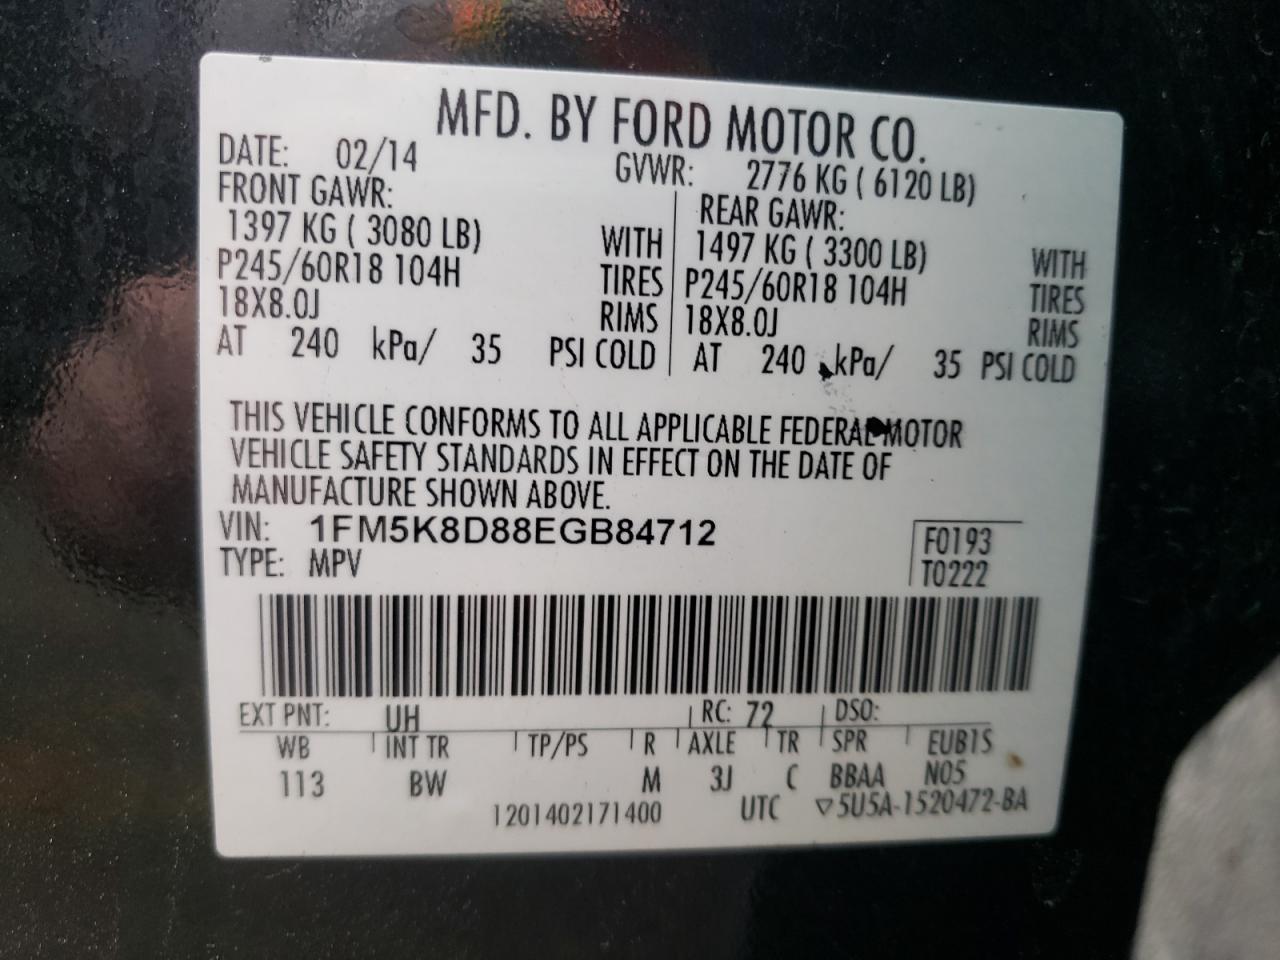 MFD. BY FORD MOTOR CO.
DATE: 02/14 GVWR: 2776 KG ( 6120 LB)
FRONT GAWR: REAR GAWR:
1397 KG ( 3080 LB) WITH 1497 KG ( 3300 LB) WITH
P245/60R18 104H TIRES P245/60R18 104H TIRES
18X8.0J RIMS 18X8.0J RIMS
AT 240 kPa/ 35 PSI COLD AT 240 kPa/ 35 PSI COLD
THIS VEHICLE CONFORMS TO ALL APPLICABLE FEDERAL MOTOR
VEHICLE SAFETY STANDARDS IN EFFECT ON THE DATE OF
MANUFACTURE SHOWN ABOVE.
VIN: 1FM5K8D88EGB84712 F0193
TYPE: MPV T0222
EXT PNT: UH RC: 72 DSO:
WB INT TR TP/PS R AXLE TR SPR EUB1S
113 BW M 3J C BBAA N05
1201402171400 UTC ▽5U5A-1520472-BA